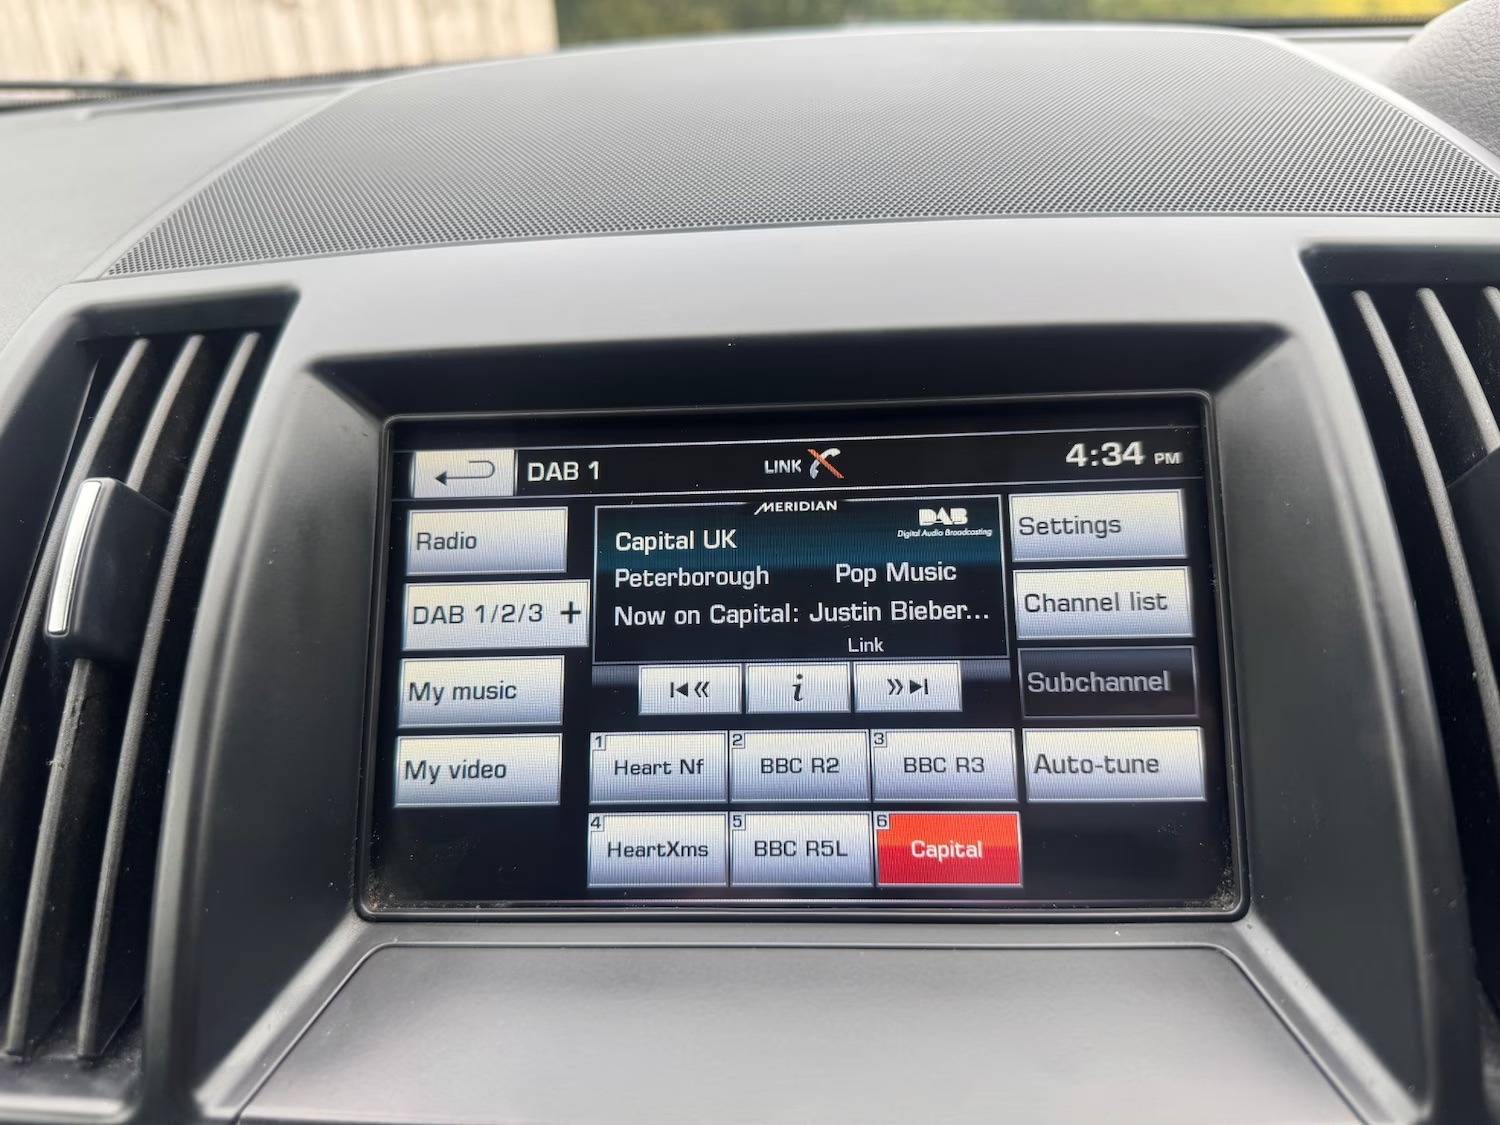 DAB 1
LINK
4:34 PM
Radio
DAB 1/2/3 +
My music
My video
MERIDIAN
DAB
Digital Audio Broadcasting
Capital UK
Peterborough Pop Music
Now on Capital: Justin Bieber...
Link
i
Settings
Channel list
Subchannel
Auto-tune
1 Heart Nf
2 BBC R2
3 BBC R3
4 HeartXms
5 BBC R5L
6 Capital